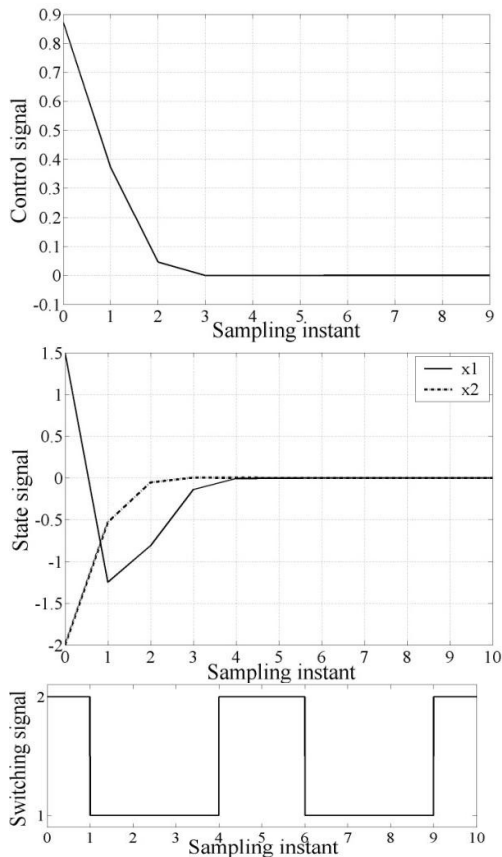 0.9
0.8
0.7
0.6
0.5
0.4
0.3
0.2
0.1
0
-0.1
Control signal
0 1 2 3 4 5 6 7 8 9
Sampling instant
1.5
1
0.5
0
-0.5
-1
-1.5
-2
State signal
x1
x2
0 1 2 3 4 5 6 7 8 9 10
Sampling instant
2
1
Switching signal
0 1 2 3 4 5 6 7 8 9 10
Sampling instant